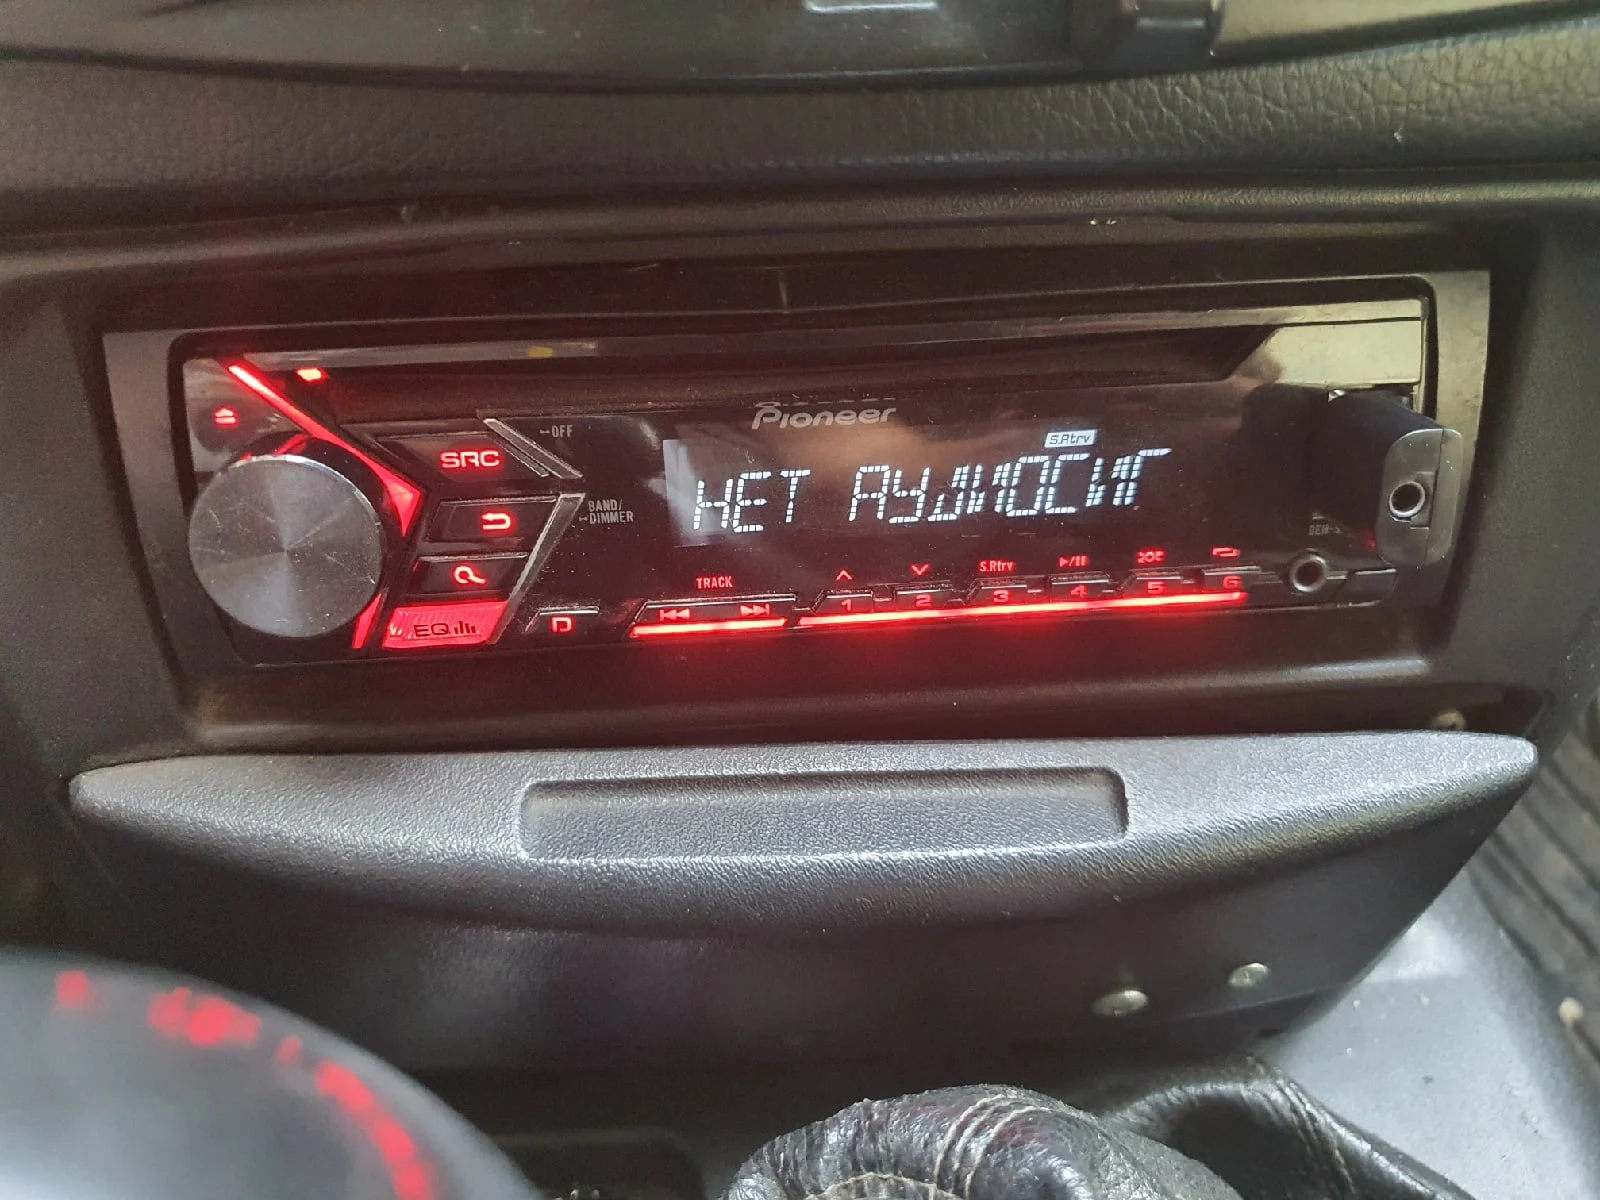 Pioneer
OFF
SRC
S.Rtrv
BAND/
DIMMER
НЕТ АУДИОСИГ
EQ
D
TRACK
S.Rtrv
1 2 3 4 5 6